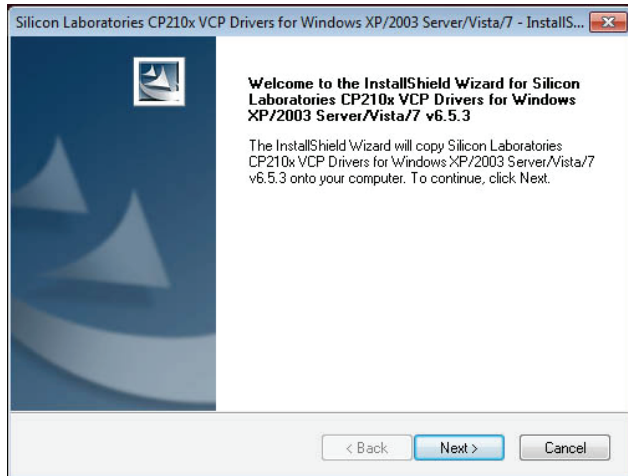 Silicon Laboratories CP210x VCP Drivers for Windows XP/2003 Server/Vista/7 - InstallS...
Welcome to the InstallShield Wizard for Silicon
Laboratories CP210x VCP Drivers for Windows
XP/2003 Server/Vista/7 v6.5.3
The InstallShield Wizard will copy Silicon Laboratories
CP210x VCP Drivers for Windows XP/2003 Server/Vista/7
v6.5.3 onto your computer. To continue, click Next.
< Back Next > Cancel